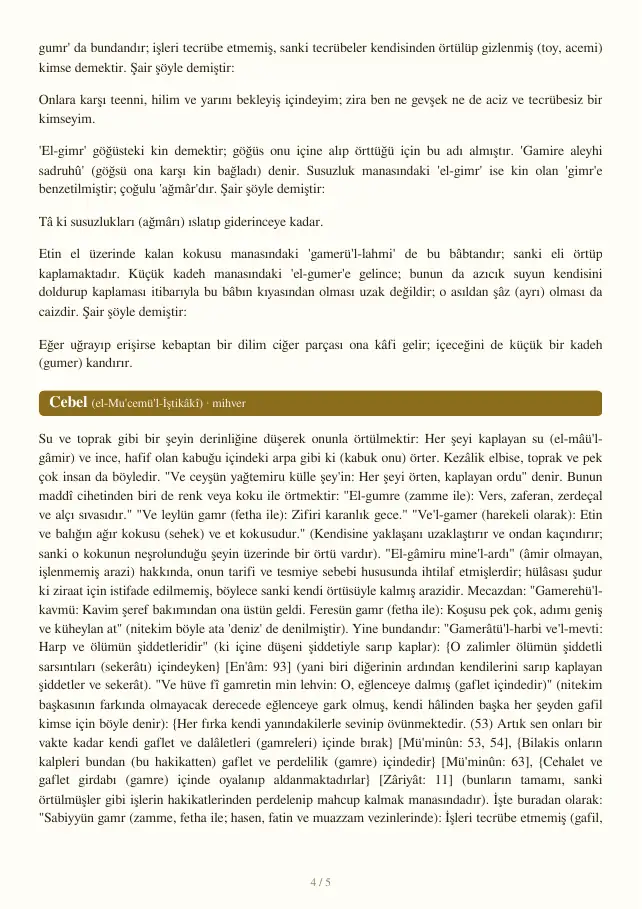 gumr' da bundandır; işleri tecrübe etmemiş, sanki tecrübeler kendisinden örtülüp gizlenmiş (toy, acemi)
kimse demektir. Şair şöyle demiştir:
Onlara karşı teenni, hilim ve yarını bekleyiş içindeyim; zira ben ne gevşek ne de aciz ve tecrübesiz bir
kimseyim.
'El-gimr' göğüsteki kin demektir; göğüs onu içine alıp örttüğü için bu adı almıştır. 'Gamire aleyhi
sadruhû' (göğsü ona karşı kin bağladı) denir. Susuzluk manasındaki 'el-gimr' ise kin olan 'gimr'e
benzetilmiştir; çoğulu 'ağmâr'dır. Şair şöyle demiştir:
Tâ ki susuzlukları (ağmârı) ıslatıp giderinceye kadar.
Etin el üzerinde kalan kokusu manasındaki 'gamerü'l-lahmi' de bu bâbtandır; sanki eli örtüp
kaplamaktadır. Küçük kadeh manasındaki 'el-gumer'e gelince; bunun da azıcık suyun kendisini
doldurup kaplaması itibarıyla bu bâbın kıyasından olması uzak değildir; o asıldan şâz (ayrı) olması da
caizdir. Şair şöyle demiştir:
Eğer uğrayıp erişirse kebaptan bir dilim ciğer parçası ona kâfi gelir; içeceğini de küçük bir kadeh
(gumer) kandırır.
Cebel (el-Mu'cemü'l-İştikâkî) · mihver
Su ve toprak gibi bir şeyin derinliğine düşerek onunla örtülmektir: Her şeyi kaplayan su (el-mâü'l-
gâmir) ve ince, hafif olan kabuğu içindeki arpa gibi ki (kabuk onu) örter. Kezâlik elbise, toprak ve pek
çok insan da böyledir. "Ve ceyşün yağtemiru külle şey'in: Her şeyi örten, kaplayan ordu" denir. Bunun
maddî cihetinden biri de renk veya koku ile örtmektir: "El-gumre (zamme ile): Vers, zaferan, zerdeçal
ve alçı sıvasıdır." "Ve leylün gamr (fetha ile): Zifiri karanlık gece." "Ve'l-gamer (harekeli olarak): Etin
ve balığın ağır kokusu (sehek) ve et kokusudur." (Kendisine yaklaşanı uzaklaştırır ve ondan kaçındırır;
sanki o kokunun neşrolunduğu şeyin üzerinde bir örtü vardır). "El-gâmiru mine'l-ardı" (âmir olmayan,
işlenmemiş arazi) hakkında, onun tarifi ve tesmiye sebebi hususunda ihtilaf etmişlerdir; hülâsası şudur
ki ziraat için istifade edilmemiş, böylece sanki kendi örtüsüyle kalmış arazidir. Mecazdan: "Gamerehü'l-
kavmü: Kavim şeref bakımından ona üstün geldi. Feresün gamr (fetha ile): Koşusu pek çok, adımı geniş
ve küheylan at" (nitekim böyle ata 'deniz' de denilmiştir). Yine bundandır: "Gamerâtü'l-harbi ve'l-mevti:
Harp ve ölümün şiddetleridir" (ki içine düşeni şiddetiyle sarıp kaplar): {O zalimler ölümün şiddetli
sarsıntıları (sekerâtı) içindeyken} [En'âm: 93] (yani biri diğerinin ardından kendilerini sarıp kaplayan
şiddetler ve sekerât). "Ve hüve fî gamretin min lehvin: O, eğlenceye dalmış (gaflet içindedir)" (nitekim
başkasının farkında olmayacak derecede eğlenceye gark olmuş, kendi hâlinden başka her şeyden gafil
kimse için böyle denir): {Her fırka kendi yanındakilerle sevinip övünmektedir. (53) Artık sen onları bir
vakte kadar kendi gaflet ve dalâletleri (gamreleri) içinde bırak} [Mü'minûn: 53, 54], {Bilakis onların
kalpleri bundan (bu hakikatten) gaflet ve perdelilik (gamre) içindedir} [Mü'minûn: 63], {Cehalet ve
gaflet girdabı (gamre) içinde oyalanıp aldanmaktadırlar} [Zâriyât: 11] (bunların tamamı, sanki
örtülmüşler gibi işlerin hakikatlerinden perdelenip mahcup kalmak manasındadır). İşte buradan olarak:
"Sabiyyün gamr (zamme, fetha ile; hasen, fatin ve muazzam vezinlerinde): İşleri tecrübe etmemiş (gafil,
4 / 5